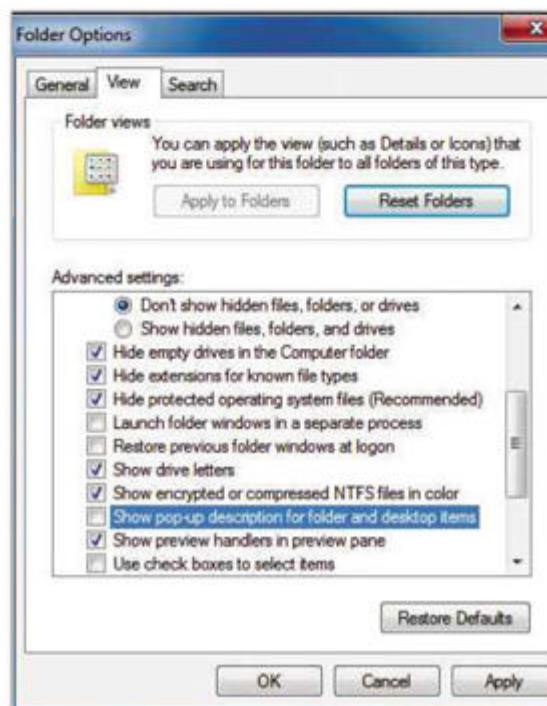 Folder Options
General View Search
Folder views
You can apply the view (such as Details or Icons) that
you are using for this folder to all folders of this type.
Apply to Folders Reset Folders
Advanced settings:
Don't show hidden files, folders, or drives
Show hidden files, folders, and drives
Hide empty drives in the Computer folder
Hide extensions for known file types
Hide protected operating system files (Recommended)
Launch folder windows in a separate process
Restore previous folder windows at logon
Show drive letters
Show encrypted or compressed NTFS files in color
Show pop-up description for folder and desktop items
Show preview handlers in preview pane
Use check boxes to select items
Restore Defaults
OK Cancel Apply